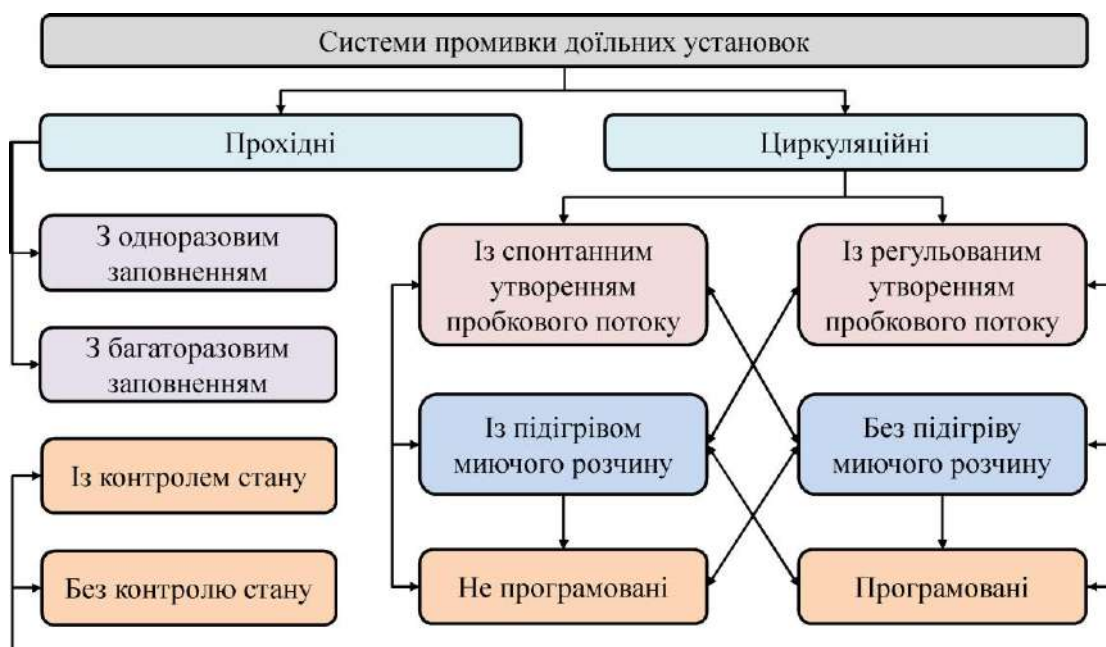 Системи промивки доїльних установок
Прохідні
Циркуляційні
З одноразовим
заповненням
З багаторазовим
заповненням
Із контролем стану
Без контролю стану
Із спонтанним
утворенням
пробкового потоку
Із регульованим
утворенням
пробкового потоку
Із підігрівом
миючого розчину
Без підігріву
миючого розчину
Не програмовані
Програмовані